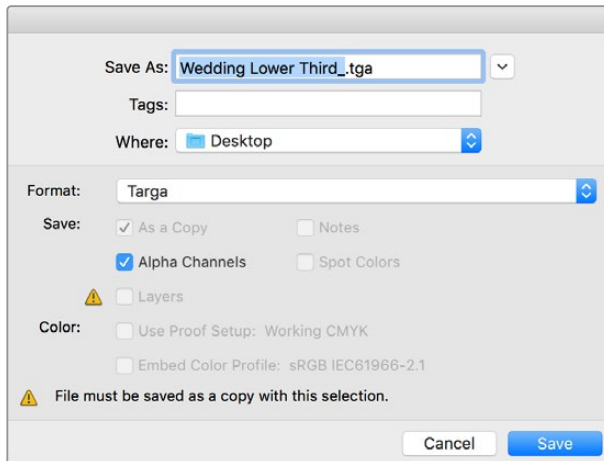 Save As: Wedding Lower Third_.tga
Tags:
Where: Desktop
Format: Targa
Save: As a Copy Notes
Alpha Channels Spot Colors
Layers
Color: Use Proof Setup: Working CMYK
Embed Color Profile: sRGB IEC61966-2.1
File must be saved as a copy with this selection.
Cancel Save